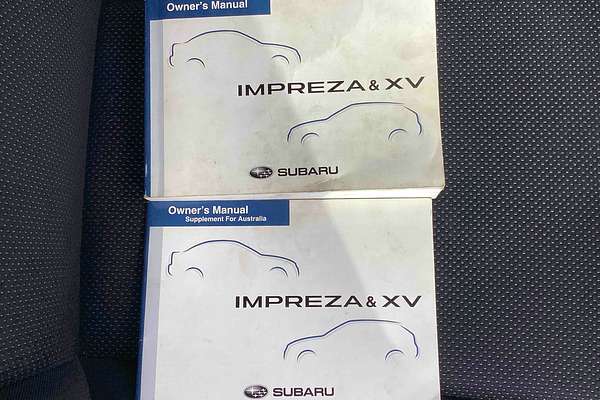 Owner's Manual
IMPREZA & XV
SUBARU
Owner's Manual
Supplement For Australia
IMPREZA & XV
SUBARU